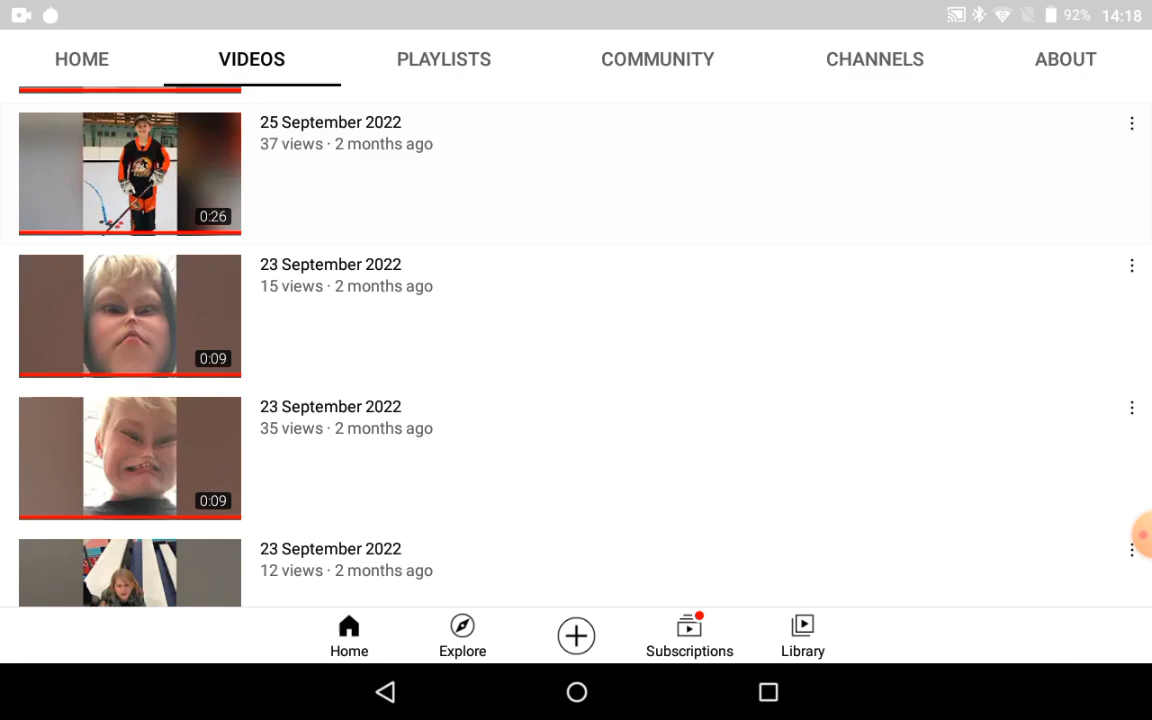 92% 14:18
HOME VIDEOS PLAYLISTS COMMUNITY CHANNELS ABOUT
25 September 2022
37 views · 2 months ago
0:26
23 September 2022
15 views · 2 months ago
0:09
23 September 2022
35 views · 2 months ago
0:09
23 September 2022
12 views · 2 months ago
Home Explore Subscriptions Library